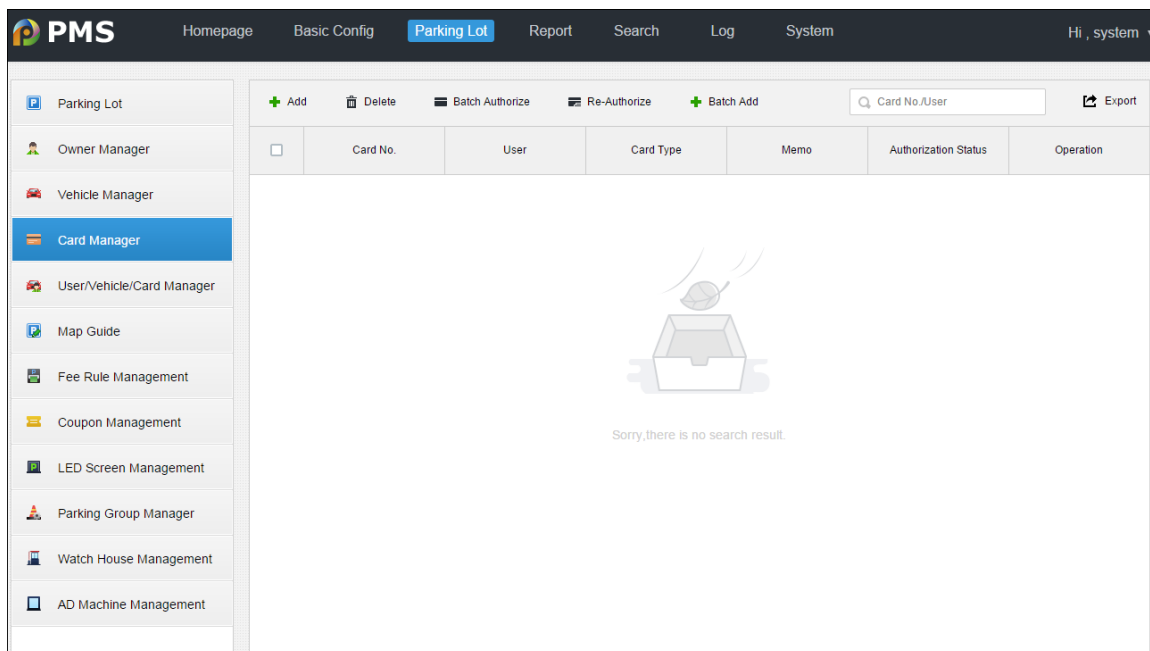 PMS
Homepage Basic Config Parking Lot Report Search Log System Hi , system
Parking Lot
Owner Manager
Vehicle Manager
Card Manager
User/Vehicle/Card Manager
Map Guide
Fee Rule Management
Coupon Management
LED Screen Management
Parking Group Manager
Watch House Management
AD Machine Management
Add Delete Batch Authorize Re-Authorize Batch Add Card No./User Export
Card No. User Card Type Memo Authorization Status Operation
Sorry,there is no search result.